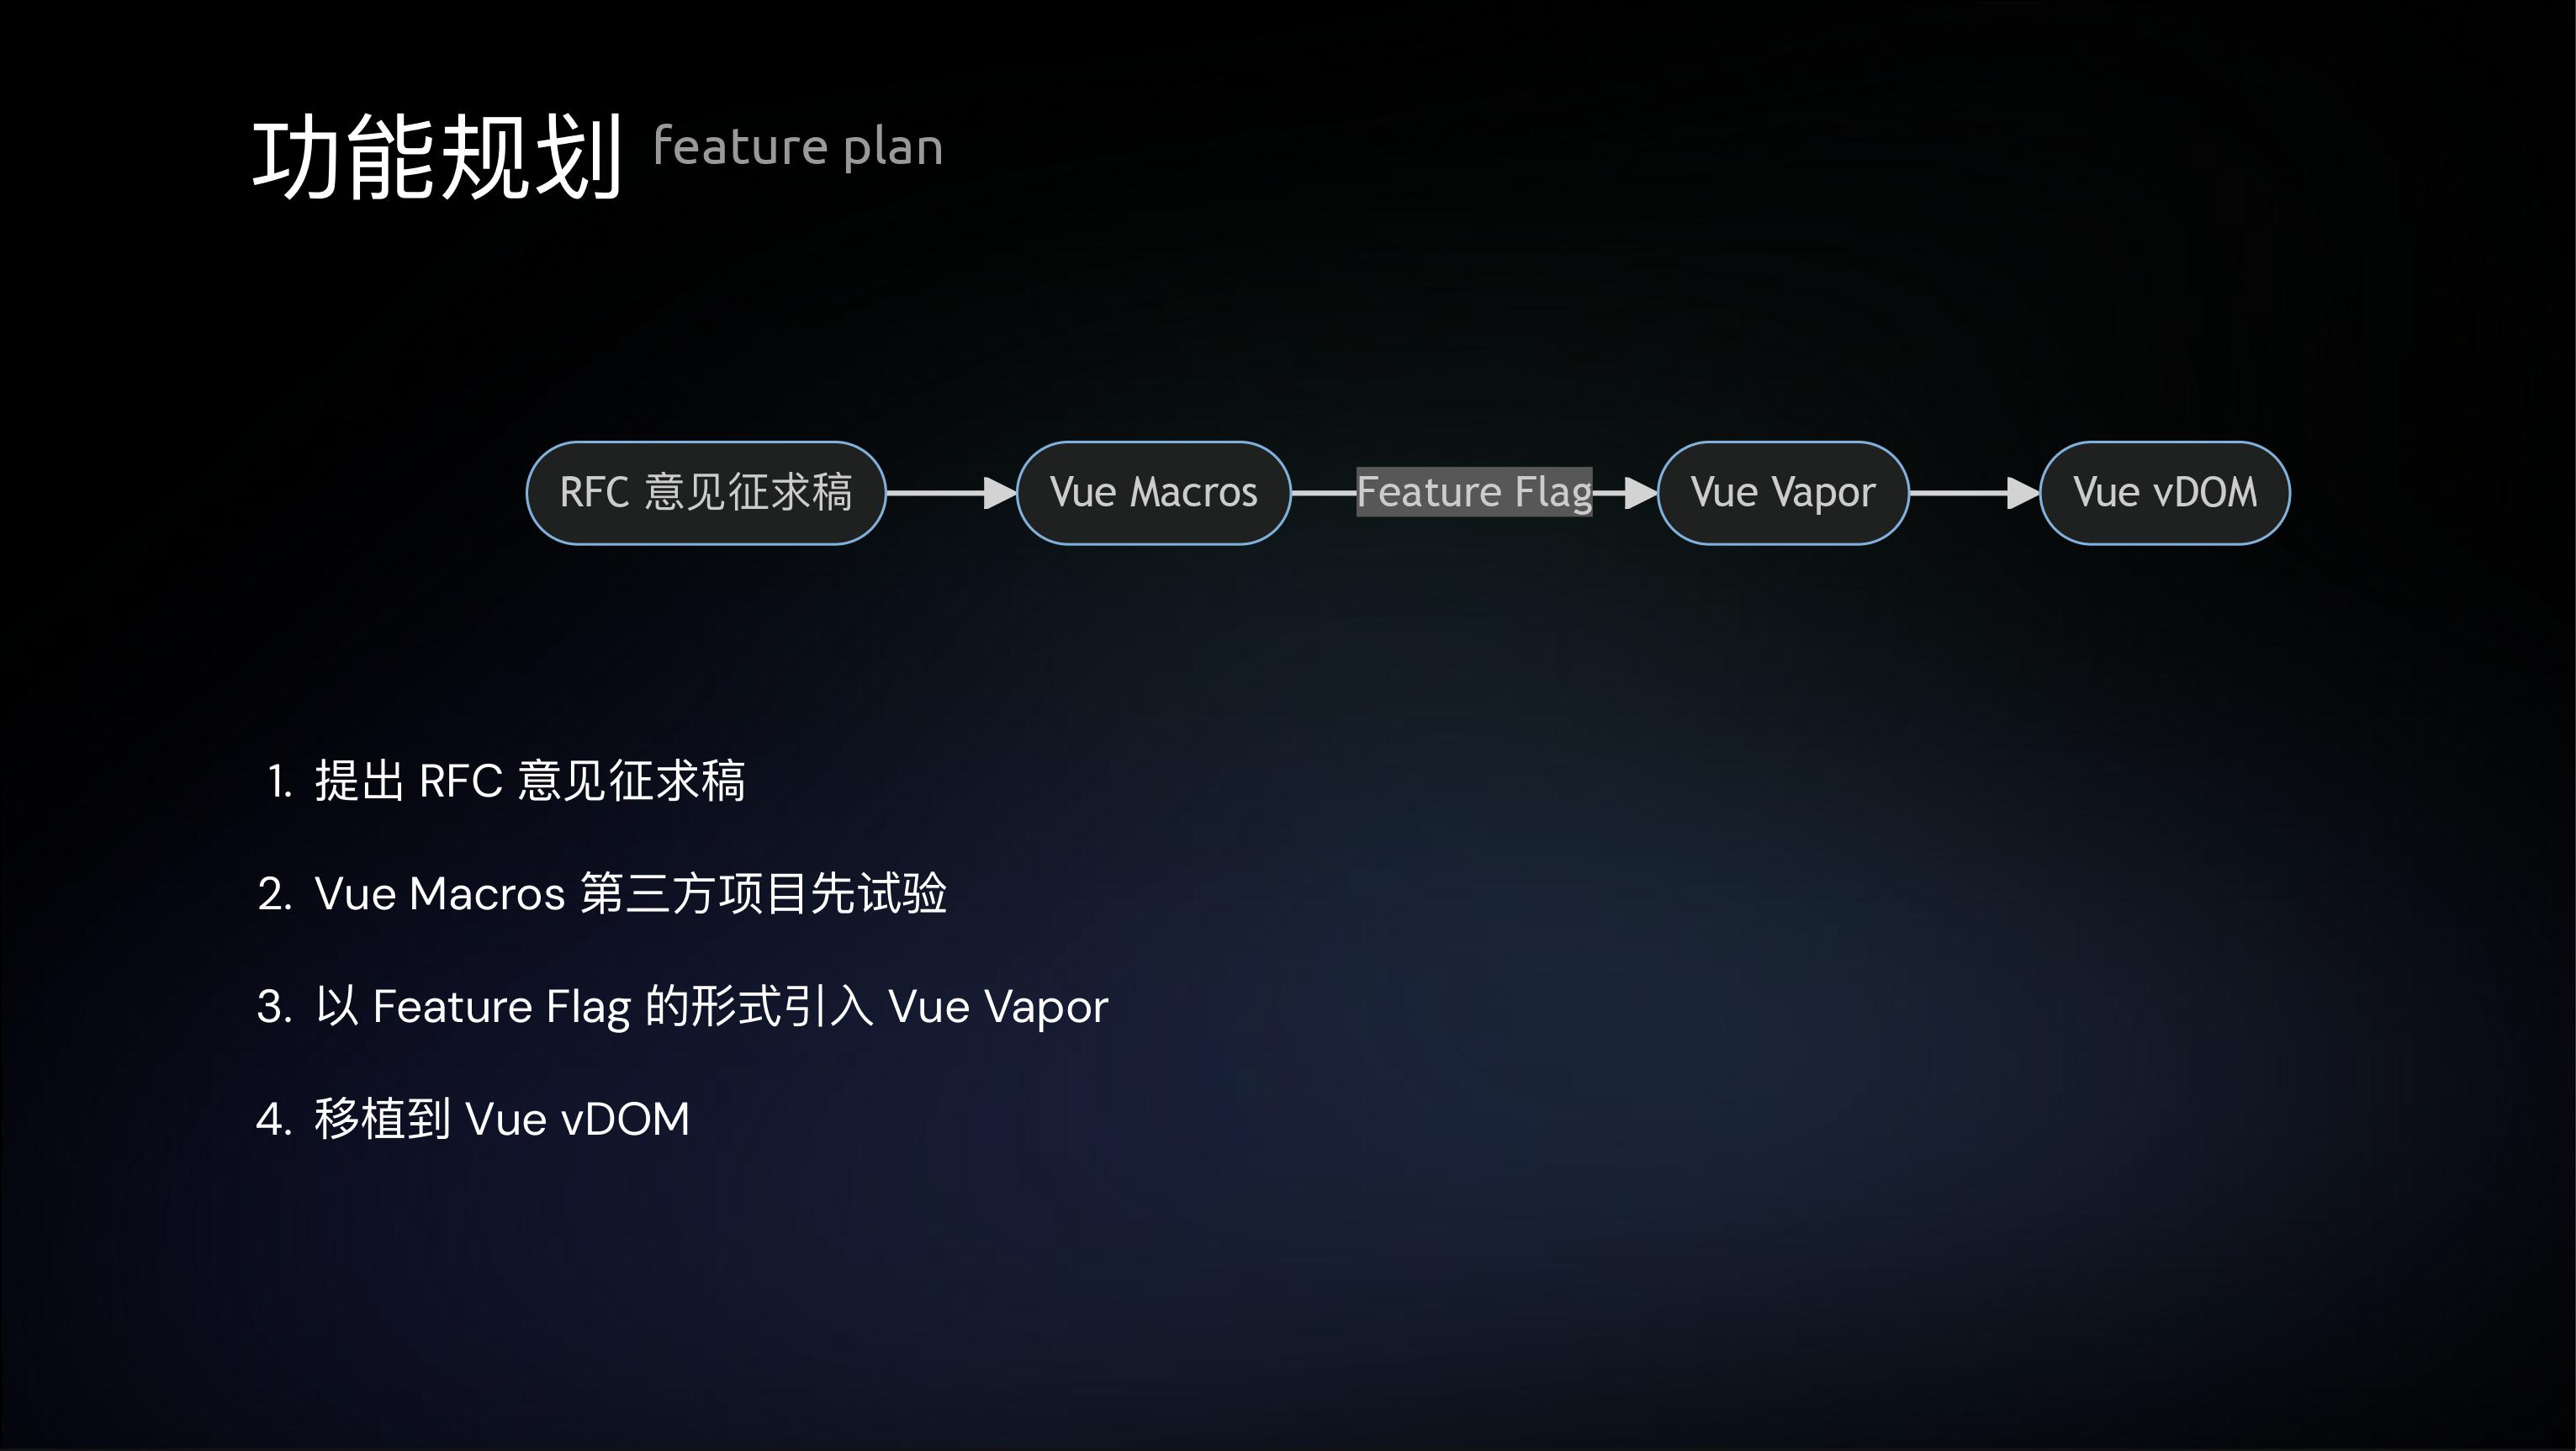 功能规划 feature plan
RFC 意见征求稿 Vue Macros Feature Flag Vue Vapor Vue vDOM
1. 提出 RFC 意见征求稿
2. Vue Macros 第三方项目先试验
3. 以 Feature Flag 的形式引入 Vue Vapor
4. 移植到 Vue vDOM